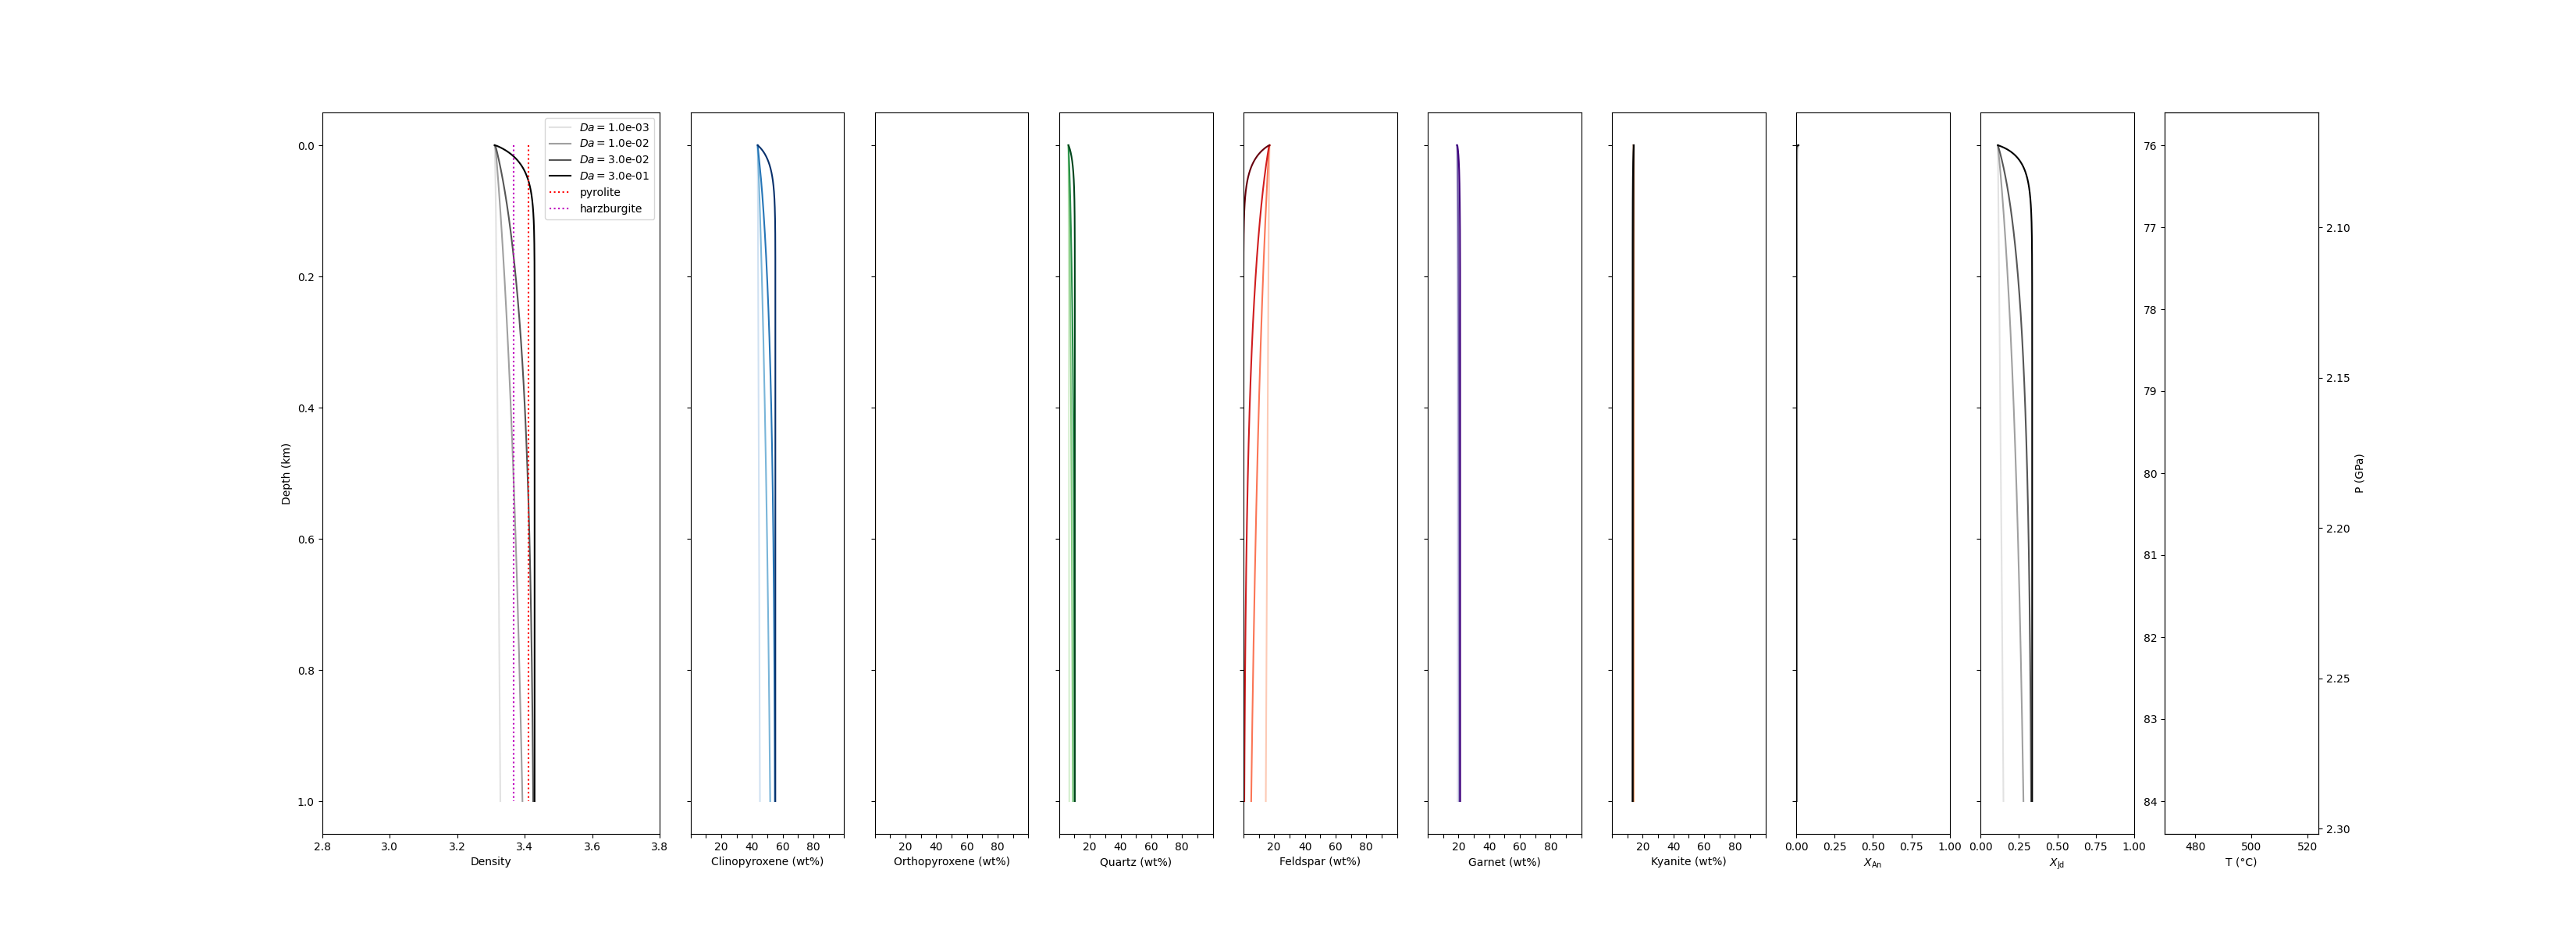 Da = 1.0e-03
Da = 1.0e-02
Da = 3.0e-02
Da = 3.0e-01
pyrolite
harzburgite
0.0
0.2
0.4
0.6
0.8
1.0
Depth (km)
2.8 3.0 3.2 3.4 3.6 3.8
Density
20 40 60 80
Clinopyroxene (wt%)
Orthopyroxene (wt%)
20 40 60 80
Quartz (wt%)
20 40 60 80
Feldspar (wt%)
20 40 60 80
Garnet (wt%)
20 40 60 80
Kyanite (wt%)
0.00 0.25 0.50 0.75 1.00
X_An
0.00 0.25 0.50 0.75 1.00
X_Jd
76
77
78
79
80
81
82
83
84
480 500 520
T (°C)
2.10
2.15
2.20
2.25
2.30
P (GPa)